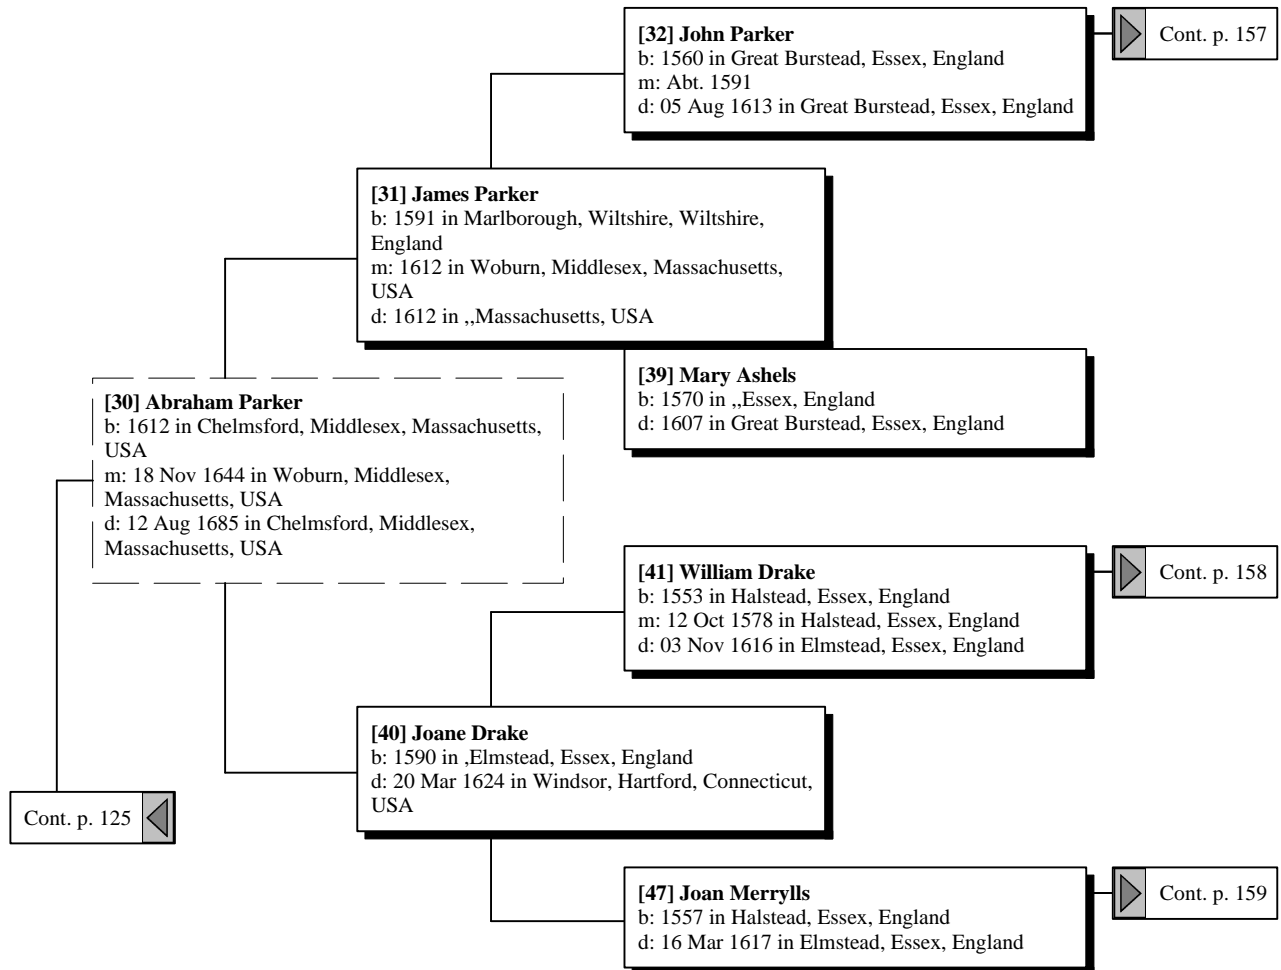 [32] John Parker
b: 1560 in Great Burstead, Essex, England
m: Abt. 1591
d: 05 Aug 1613 in Great Burstead, Essex, England
Cont. p. 157
[31] James Parker
b: 1591 in Marlborough, Wiltshire, Wiltshire,
England
m: 1612 in Woburn, Middlesex, Massachusetts,
USA
d: 1612 in ,,Massachusetts, USA
[39] Mary Ashels
b: 1570 in ,,Essex, England
d: 1607 in Great Burstead, Essex, England
[30] Abraham Parker
b: 1612 in Chelmsford, Middlesex, Massachusetts,
USA
m: 18 Nov 1644 in Woburn, Middlesex,
Massachusetts, USA
d: 12 Aug 1685 in Chelmsford, Middlesex,
Massachusetts, USA
[41] William Drake
b: 1553 in Halstead, Essex, England
m: 12 Oct 1578 in Halstead, Essex, England
d: 03 Nov 1616 in Elmstead, Essex, England
Cont. p. 158
[40] Joane Drake
b: 1590 in ,Elmstead, Essex, England
d: 20 Mar 1624 in Windsor, Hartford, Connecticut,
USA
Cont. p. 125
[47] Joan Merrylls
b: 1557 in Halstead, Essex, England
d: 16 Mar 1617 in Elmstead, Essex, England
Cont. p. 159